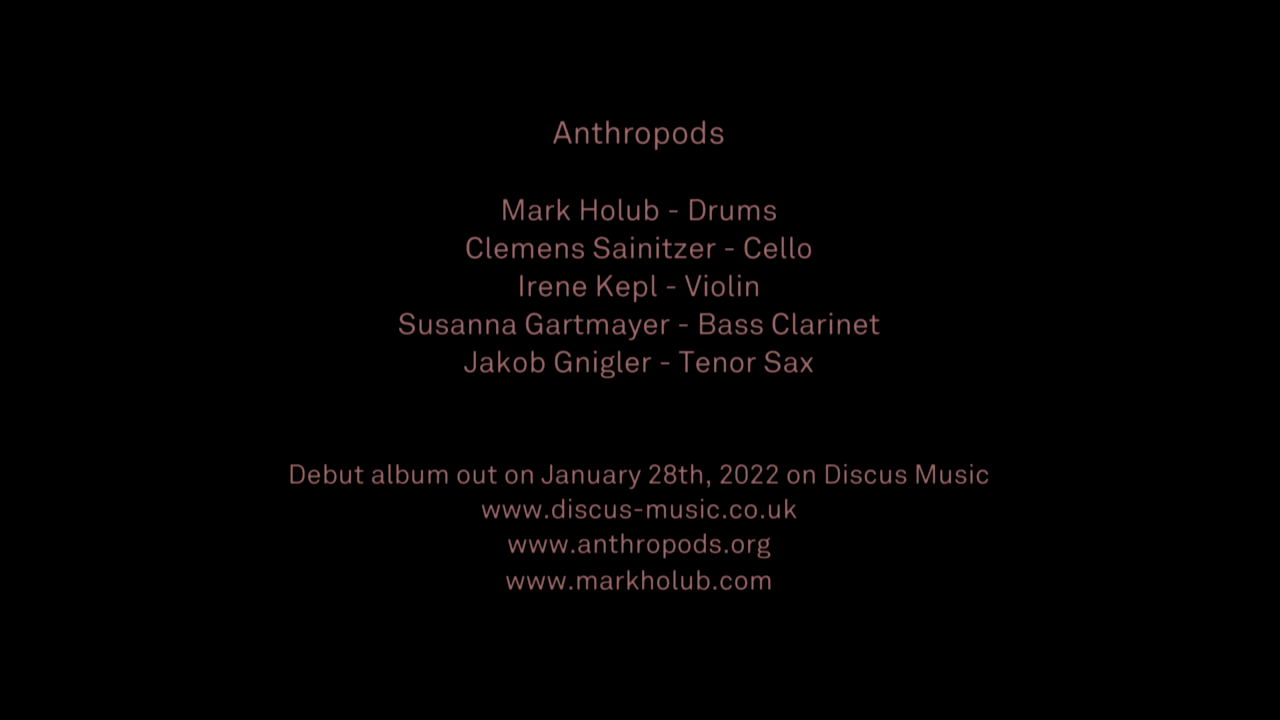 Anthropods
Mark Holub - Drums
Clemens Sainitzer - Cello
Irene Kepl - Violin
Susanna Gartmayer - Bass Clarinet
Jakob Gnigler - Tenor Sax
Debut album out on January 28th, 2022 on Discus Music
www.discus-music.co.uk
www.anthropods.org
www.markholub.com